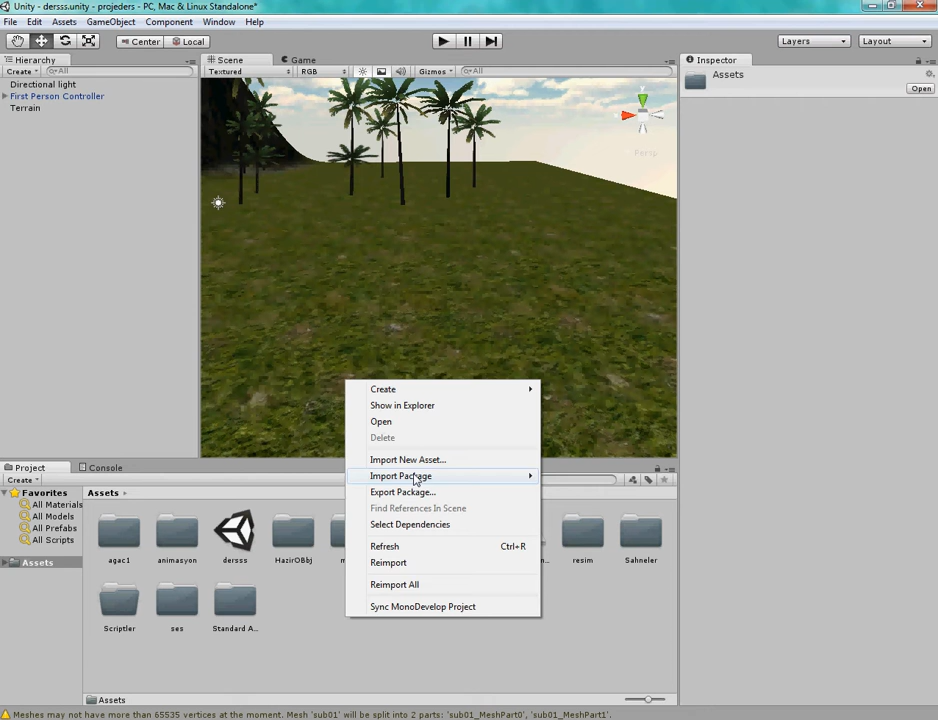 Unity - dersss.unity - projeders - PC, Mac & Linux Standalone*
File Edit Assets GameObject Component Window Help
Center Local Layers Layout
Hierarchy
Create All
Directional light
First Person Controller
Terrain
Scene Game
Textured RGB Gizmos All
Persp
Inspector
Assets
Open
Create
Show in Explorer
Open
Delete
Import New Asset...
Import Package
Export Package...
Find References In Scene
Select Dependencies
Refresh Ctrl+R
Reimport
Reimport All
Sync MonoDevelop Project
Project Console
Create
Favorites
All Materials
All Models
All Prefabs
All Scripts
Assets
Assets
agac1 animasyon dersss HazirOBbj resim Sahneler
Scriptler ses Standard A...
Assets
Meshes may not have more than 65535 vertices at the moment. Mesh 'sub01' will be split into 2 parts: 'sub01_MeshPart0', 'sub01_MeshPart1'.